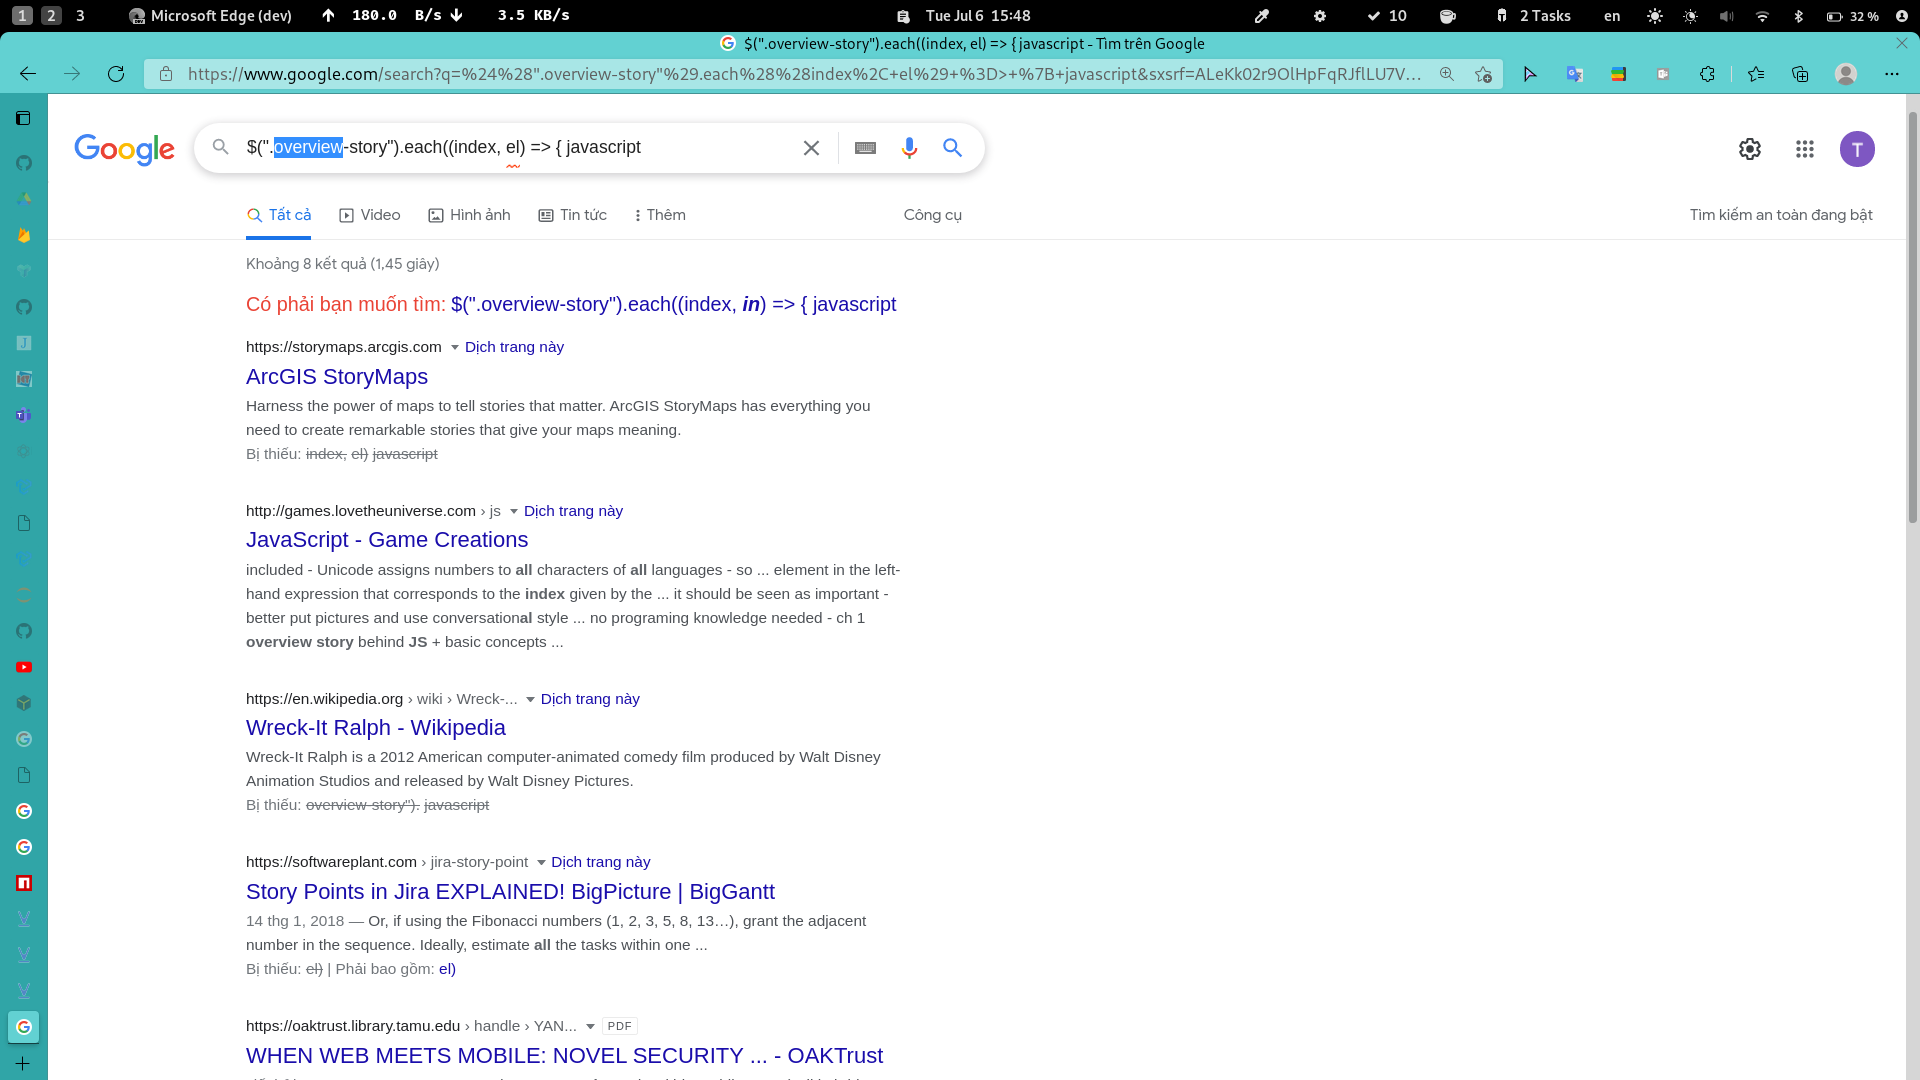 1 2 3 Microsoft Edge (dev) 180.0 B/s 3.5 KB/s Tue Jul 6 15:48 10 2 Tasks en 32 %
$(".overview-story").each((index, el) => { javascript - Tìm trên Google
https://www.google.com/search?q=%24%28".overview-story"%29.each%28%28index%2C+el%29+%3D>+%7B+javascript&sxsrf=ALeKk02r9OlHpFqRJflLU7V...
Google $(".overview-story").each((index, el) => { javascript T
Tất cả Video Hình ảnh Tin tức Thêm Công cụ Tìm kiếm an toàn đang bật
Khoảng 8 kết quả (1,45 giây)
Có phải bạn muốn tìm: $(".overview-story").each((index, in) => { javascript
https://storymaps.arcgis.com Dịch trang này
ArcGIS StoryMaps
Harness the power of maps to tell stories that matter. ArcGIS StoryMaps has everything you
need to create remarkable stories that give your maps meaning.
Bị thiếu: index, el) javascript
http://games.lovetheuniverse.com › js Dịch trang này
JavaScript - Game Creations
included - Unicode assigns numbers to all characters of all languages - so ... element in the left-
hand expression that corresponds to the index given by the ... it should be seen as important -
better put pictures and use conversational style ... no programing knowledge needed - ch 1
overview story behind JS + basic concepts ...
https://en.wikipedia.org › wiki › Wreck-... Dịch trang này
Wreck-It Ralph - Wikipedia
Wreck-It Ralph is a 2012 American computer-animated comedy film produced by Walt Disney
Animation Studios and released by Walt Disney Pictures.
Bị thiếu: overview-story"). javascript
https://softwareplant.com › jira-story-point Dịch trang này
Story Points in Jira EXPLAINED! BigPicture | BigGantt
14 thg 1, 2018 — Or, if using the Fibonacci numbers (1, 2, 3, 5, 8, 13…), grant the adjacent
number in the sequence. Ideally, estimate all the tasks within one ...
Bị thiếu: el) | Phải bao gồm: el)
https://oaktrust.library.tamu.edu › handle › YAN... PDF
WHEN WEB MEETS MOBILE: NOVEL SECURITY ... - OAKTrust